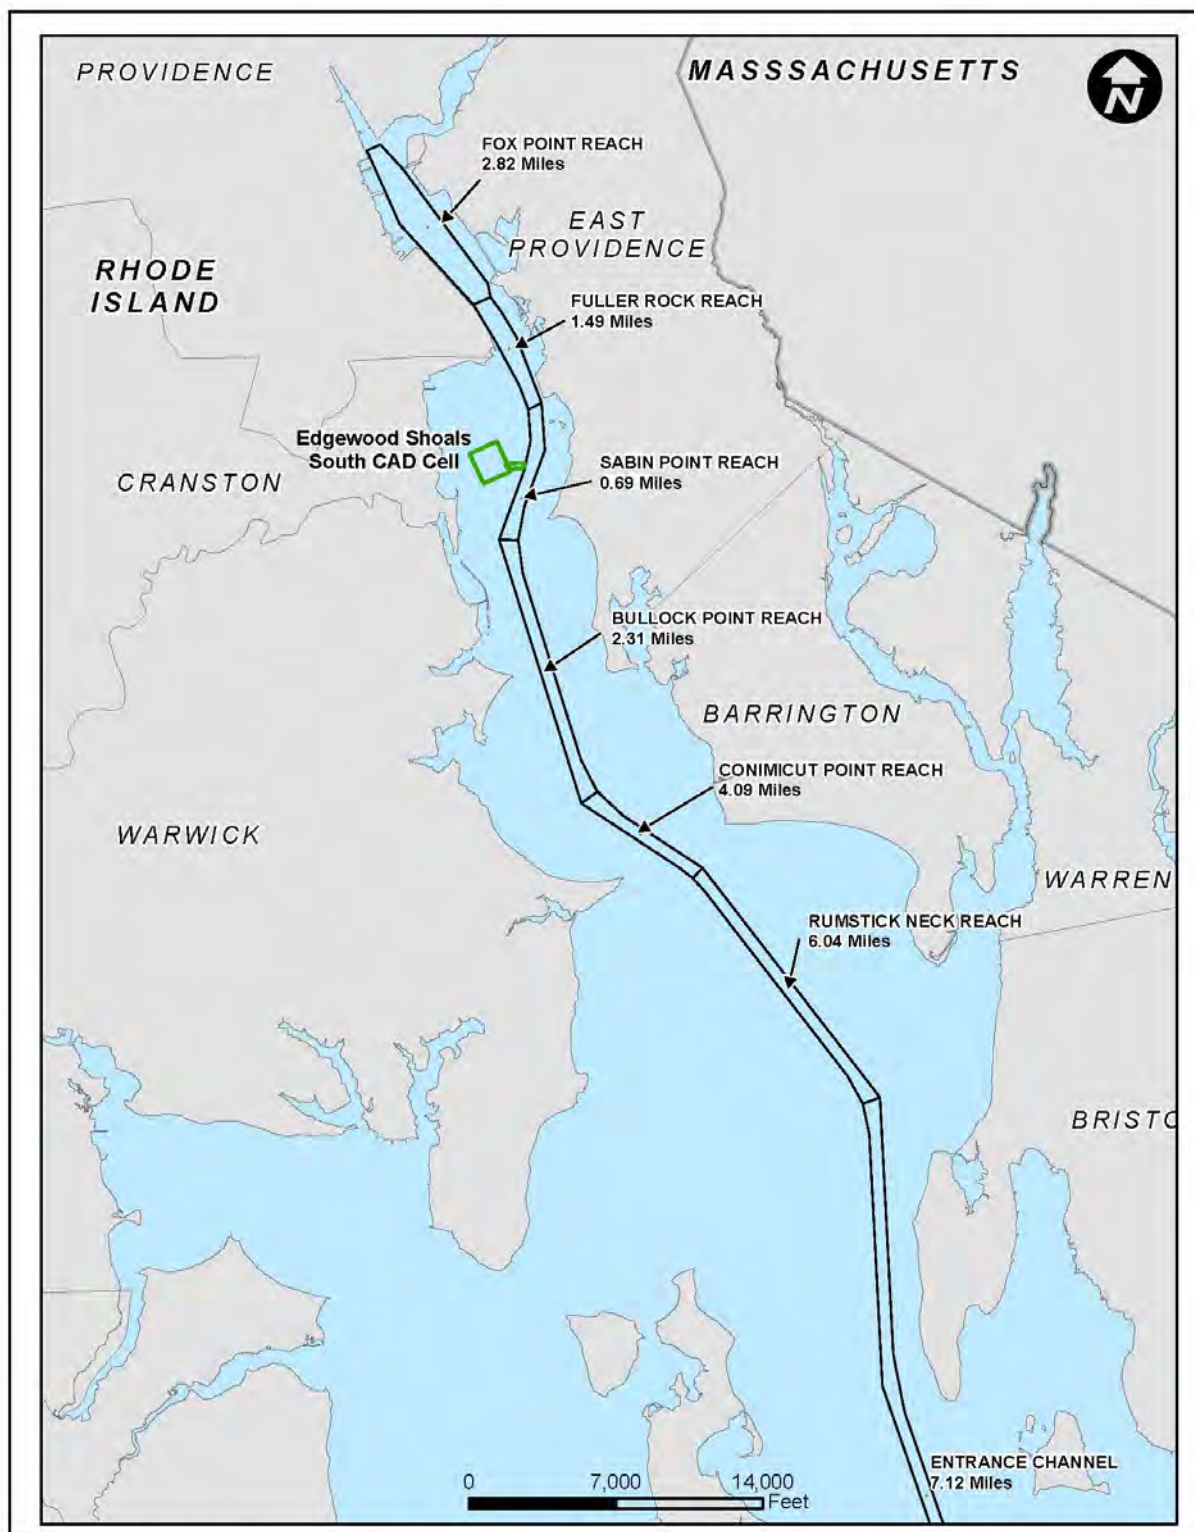 PROVIDENCE
MASSSACHUSETTS
N
FOX POINT REACH
2.82 Miles
EAST
PROVIDENCE
RHODE
ISLAND
FULLER ROCK REACH
1.49 Miles
Edgewood Shoals
South CAD Cell
CRANSTON
SABIN POINT REACH
0.69 Miles
BULLOCK POINT REACH
2.31 Miles
BARRINGTON
CONIMICUT POINT REACH
4.09 Miles
WARWICK
WARREN
RUMSTICK NECK REACH
6.04 Miles
BRISTO
ENTRANCE CHANNEL
7.12 Miles
0 7,000 14,000
Feet